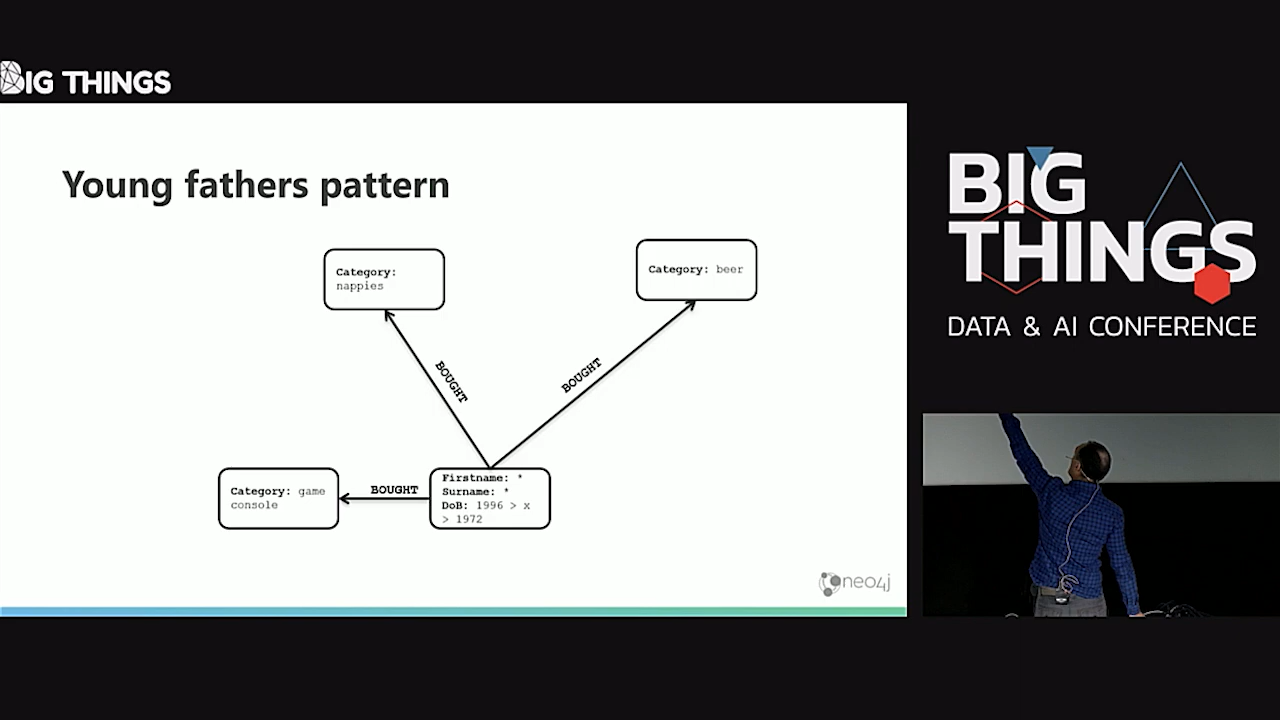 BIG THINGS
Young fathers pattern
Category:
nappies
Category: beer
BOUGHT
BOUGHT
Category: game
console
BOUGHT
Firstname: *
Surname: *
DoB: 1996 > x
> 1972
neo4j
BIG
THINGS
DATA & AI CONFERENCE